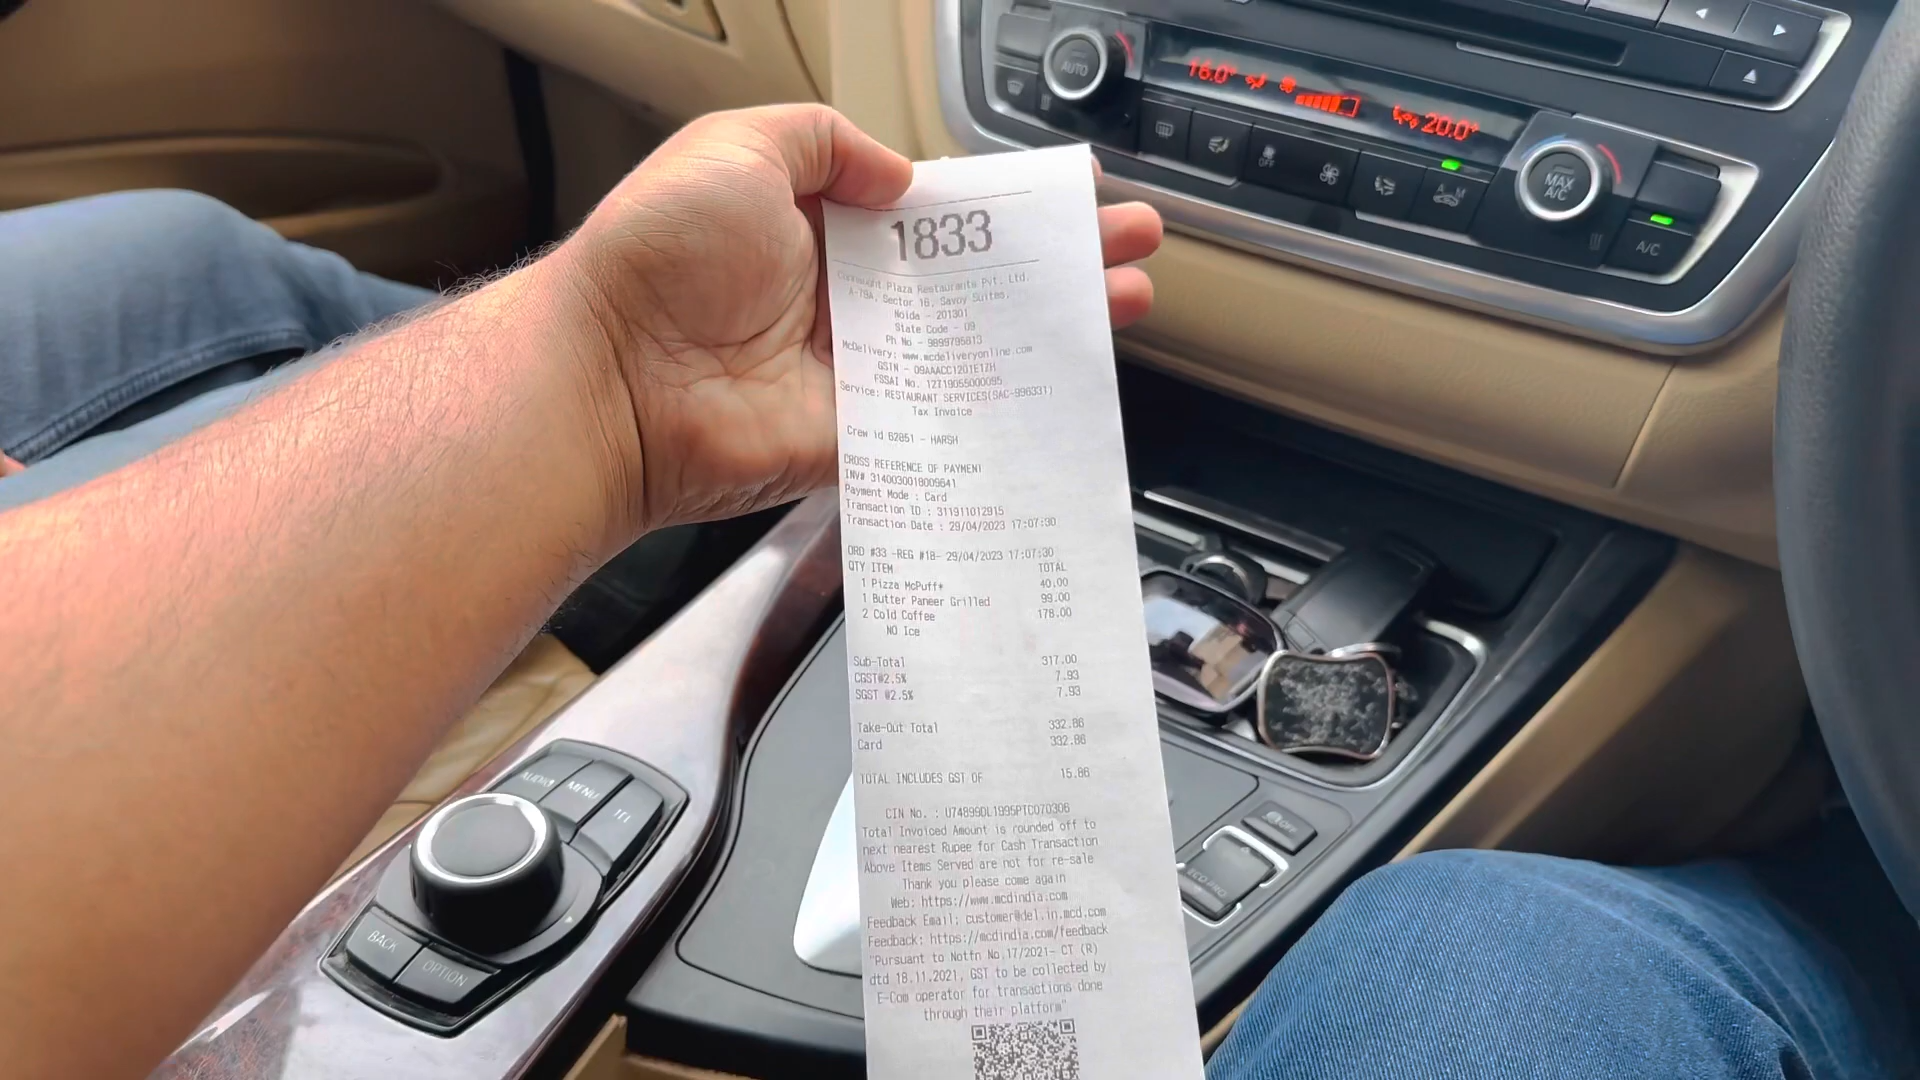 AUTO
16.0°
20.0°
OFF
MAX A/C
A M
A/C
1833
Connaught Plaza Restaurants Pvt. Ltd.
A-18A, Sector 16, Savoy Suites,
Noida - 201301
State Code - 09
Ph No - 9899795813
McDelivery: www.mcdeliveryonline.com
GSTN - 09AAACC1201E1ZH
FSSAI No. 12719055000095
Service: RESTAURANT SERVICES(SAC-996331)
Tax Invoice
Crew id 62851 - HARSH
CROSS REFERENCE OF PAYMENT
INV# 3140030018009641
Payment Mode : Card
Transaction ID : 311911012915
Transaction Date : 29/04/2023 17:07:30
ORD #33 -REG #18- 29/04/2023 17:07:30
QTY ITEM TOTAL
1 Pizza McPuff* 40.00
1 Butter Paneer Grilled 99.00
2 Cold Coffee 178.00
NO Ice
Sub-Total 317.00
CGST@2.5% 7.93
SGST @2.5% 7.93
Take-Out Total 332.86
Card 332.86
TOTAL INCLUDES GST OF 15.86
CIN No. : U74899DL1995PTC070306
Total Invoiced Amount is rounded off to
next nearest Rupee for Cash Transaction
Above Items Served are not for re-sale
Thank you please come again
Web: https://www.mcdindia.com
Feedback Email: customer@del.in.mcd.com
Feedback: https://mcdindia.com/feedback
"Pursuant to Notfn No.17/2021- CT (R)
dtd 18.11.2021, GST to be collected by
E-Com operator for transactions done
through their platform"
AUDIO
MENU
TEL
BACK
OPTION
OFF
ECO PRO